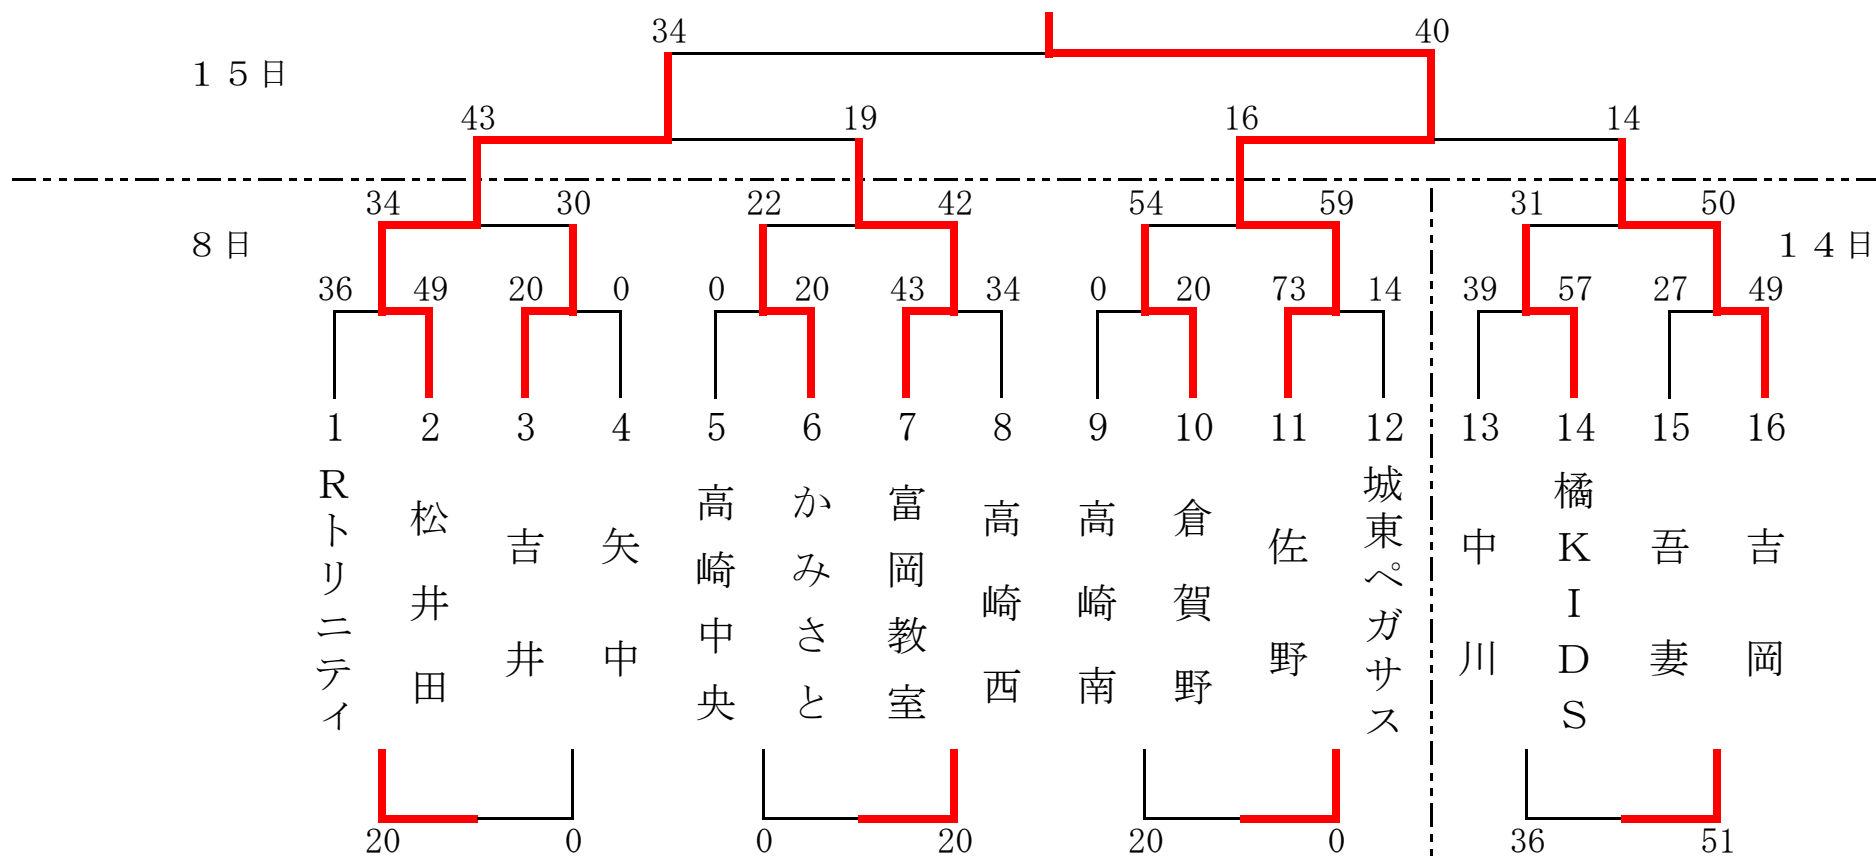 34 40
１５日
43 19 16 14
34 30 22 42 54 59 31 50
８日 １４日
36 49 20 0 0 20 43 34 0 20 73 14 39 57 27 49
1 2 3 4 5 6 7 8 9 10 11 12 13 14 15 16
Ｒトリニティ
松井田
吉井
矢中
高崎中央
かみさと
富岡教室
高崎西
高崎南
倉賀野
佐野
城東ペガサス
中川
橘ＫＩＤＳ
吾妻
吉岡
20 0 0 20 20 0 36 51